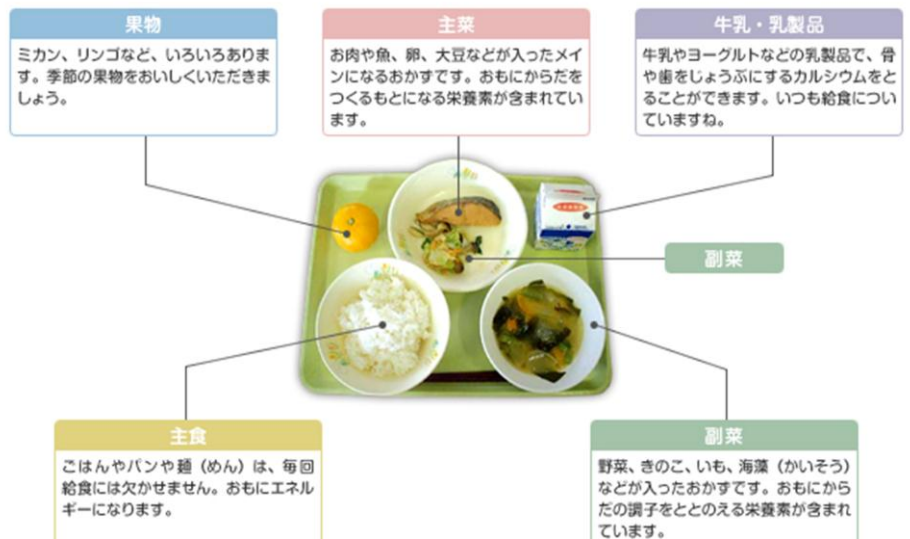 果物
ミカン、リンゴなど、いろいろありま
す。季節の果物をおいしくいただきま
しょう。
主菜
お肉や魚、卵、大豆などが入ったメイ
ンになるおかずです。おもにからだを
つくるもとになる栄養素が含まれてい
ます。
牛乳・乳製品
牛乳やヨーグルトなどの乳製品で、骨
や歯をじょうぶにするカルシウムをと
ることができます。いつも給食につい
ていますね。
副菜
主食
ごはんやパンや麺（めん）は、毎回
給食には欠かせません。おもにエネル
ギーになります。
副菜
野菜、きのこ、いも、海藻（かいそう）
などが入ったおかずです。おもにから
だの調子をととのえる栄養素が含まれ
ています。